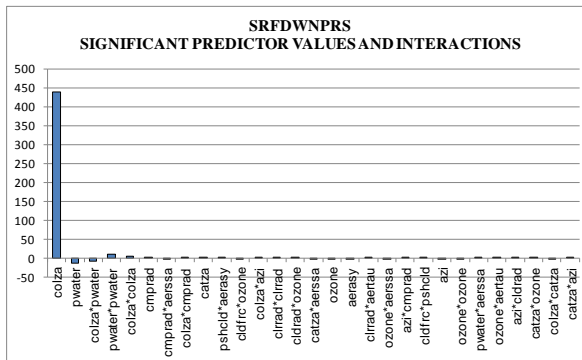 SRFDWNPRS
SIGNIFICANT PREDICTOR VALUES AND INTERACTIONS
500
450
400
350
300
250
200
150
100
50
0
-50
colza
pwater
colza*pwater
pwater*pwater
colza*colza
cmprad
cmprad*aerssa
colza*cmprad
catza
pshcld*aerasy
cldfrc*ozone
colza*azi
clrrad*clrrad
cldrad*ozone
catza*aerssa
ozone
aerasy
clrrad*aertau
ozone*aerssa
azi*cmprad
cldfrc*pshcld
azi
ozone*ozone
pwater*aerssa
ozone*aertau
azi*cldrad
catza*ozone
colza*catza
catza*azi